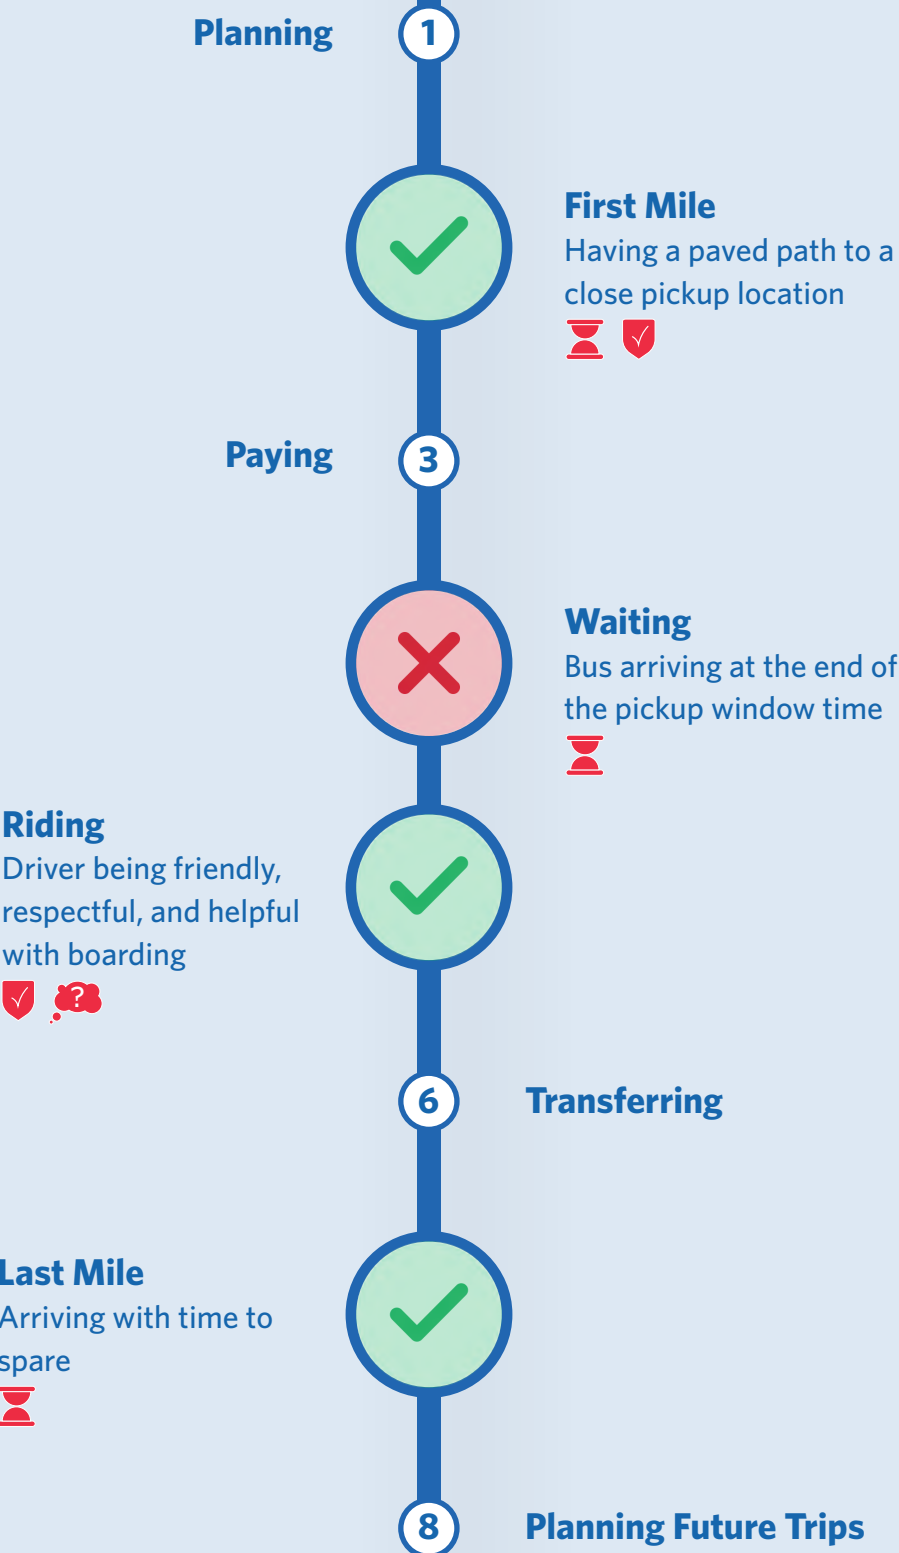 Planning
1
First Mile
Having a paved path to a
close pickup location
Paying
3
Waiting
Bus arriving at the end of
the pickup window time
Riding
Driver being friendly,
respectful, and helpful
with boarding
?
6
Transferring
Last Mile
Arriving with time to
spare
8
Planning Future Trips